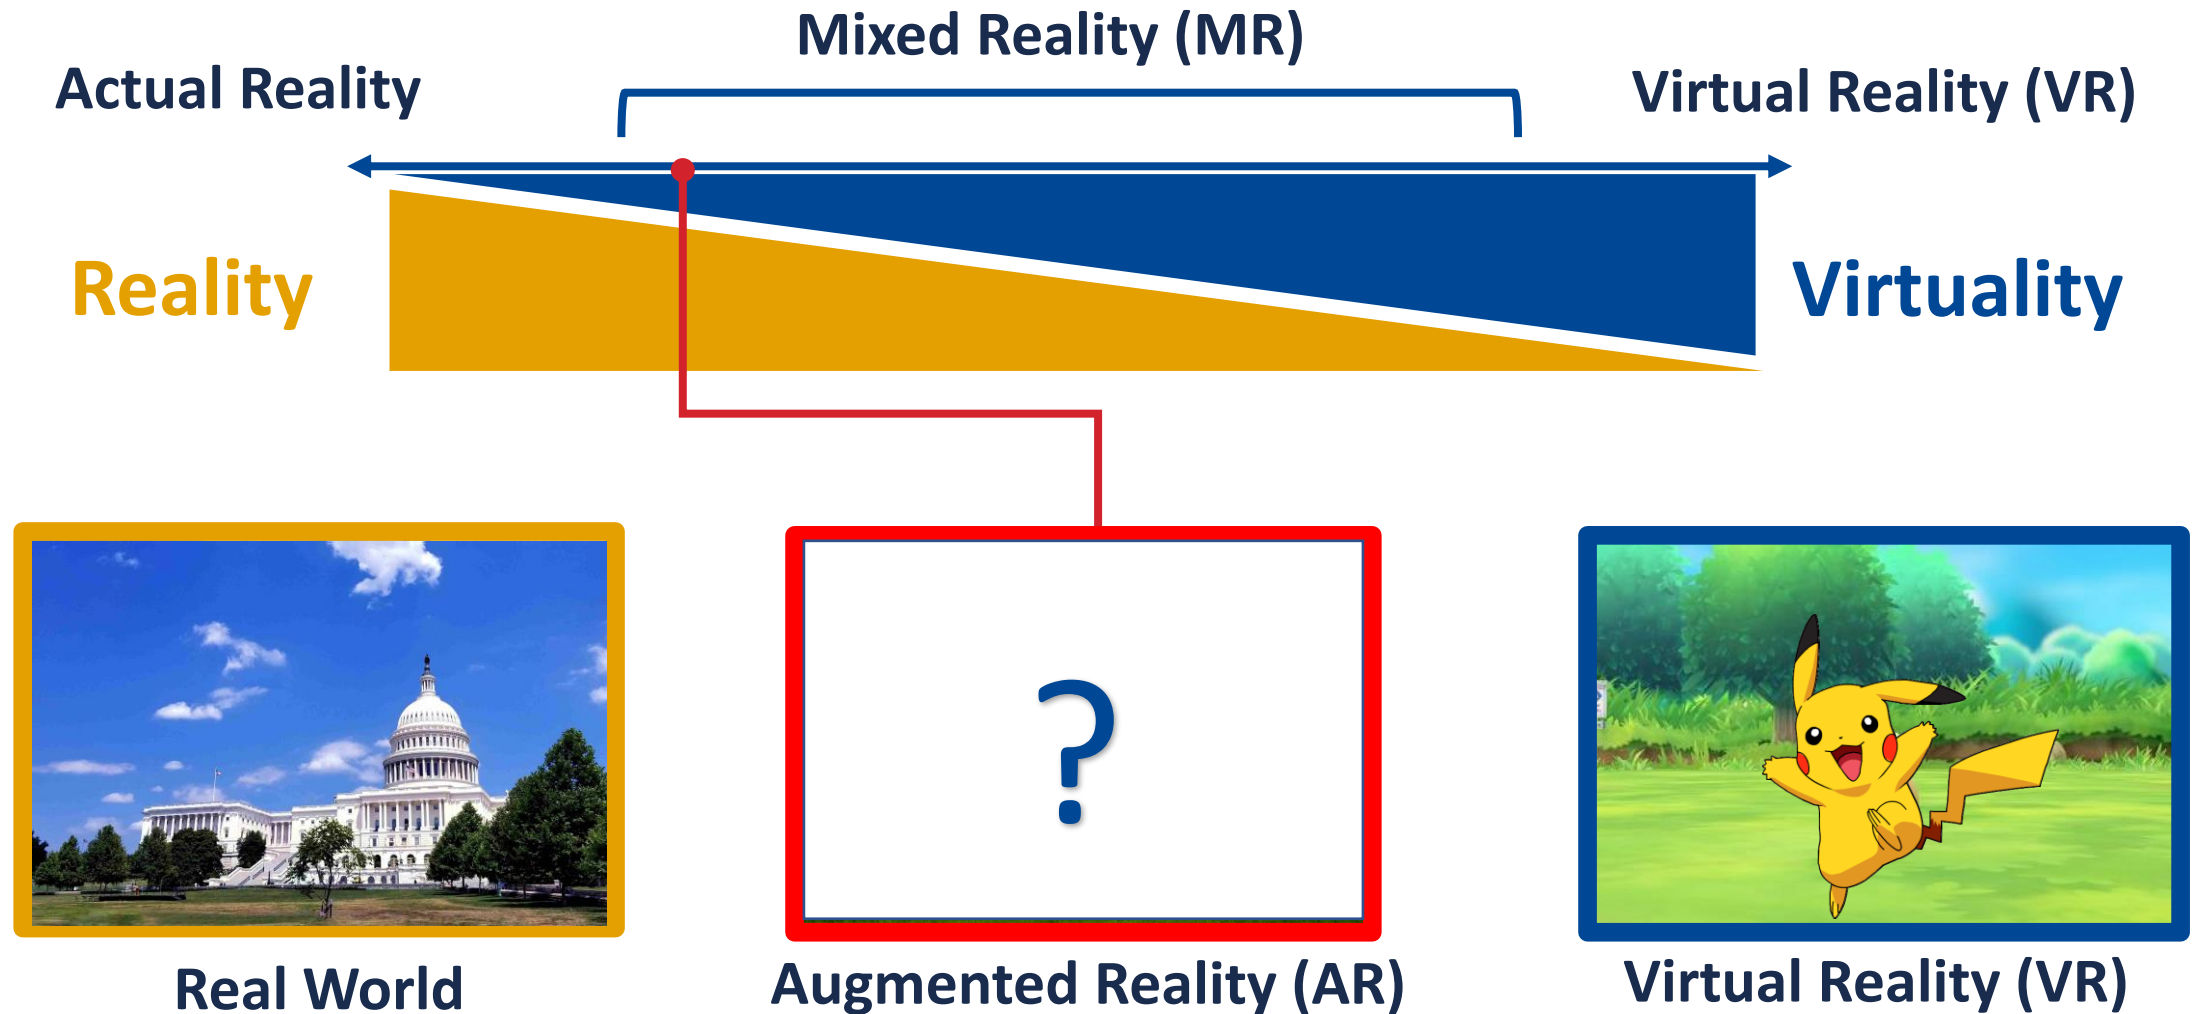 Mixed Reality (MR)
Actual Reality
Virtual Reality (VR)
Reality
Virtuality
?
Real World
Augmented Reality (AR)
Virtual Reality (VR)